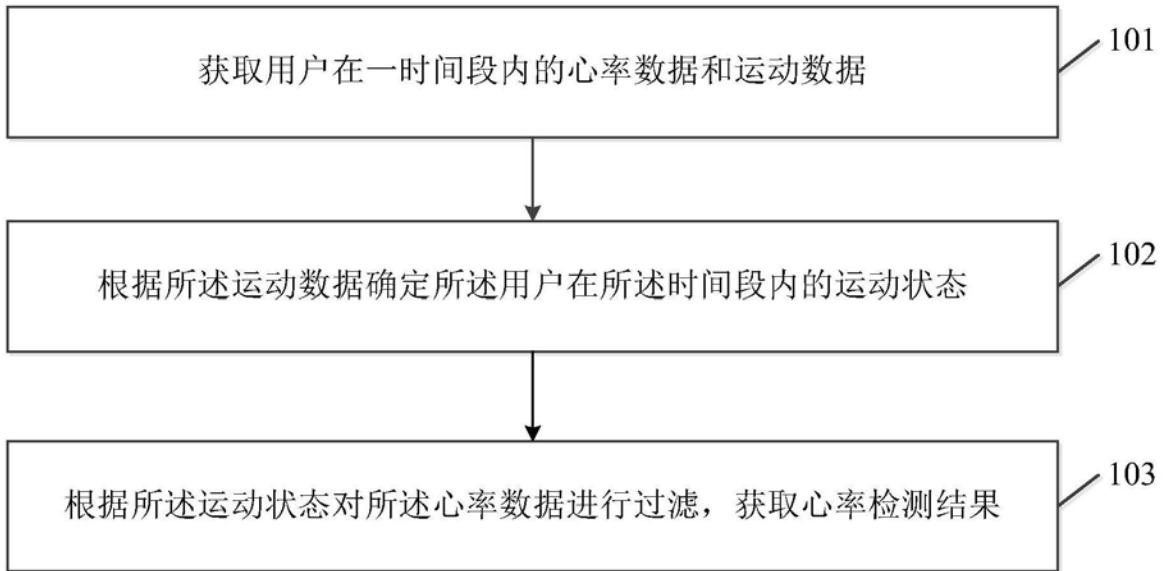 获取用户在一时间段内的心率数据和运动数据
101
根据所述运动数据确定所述用户在所述时间段内的运动状态
102
根据所述运动状态对所述心率数据进行过滤，获取心率检测结果
103